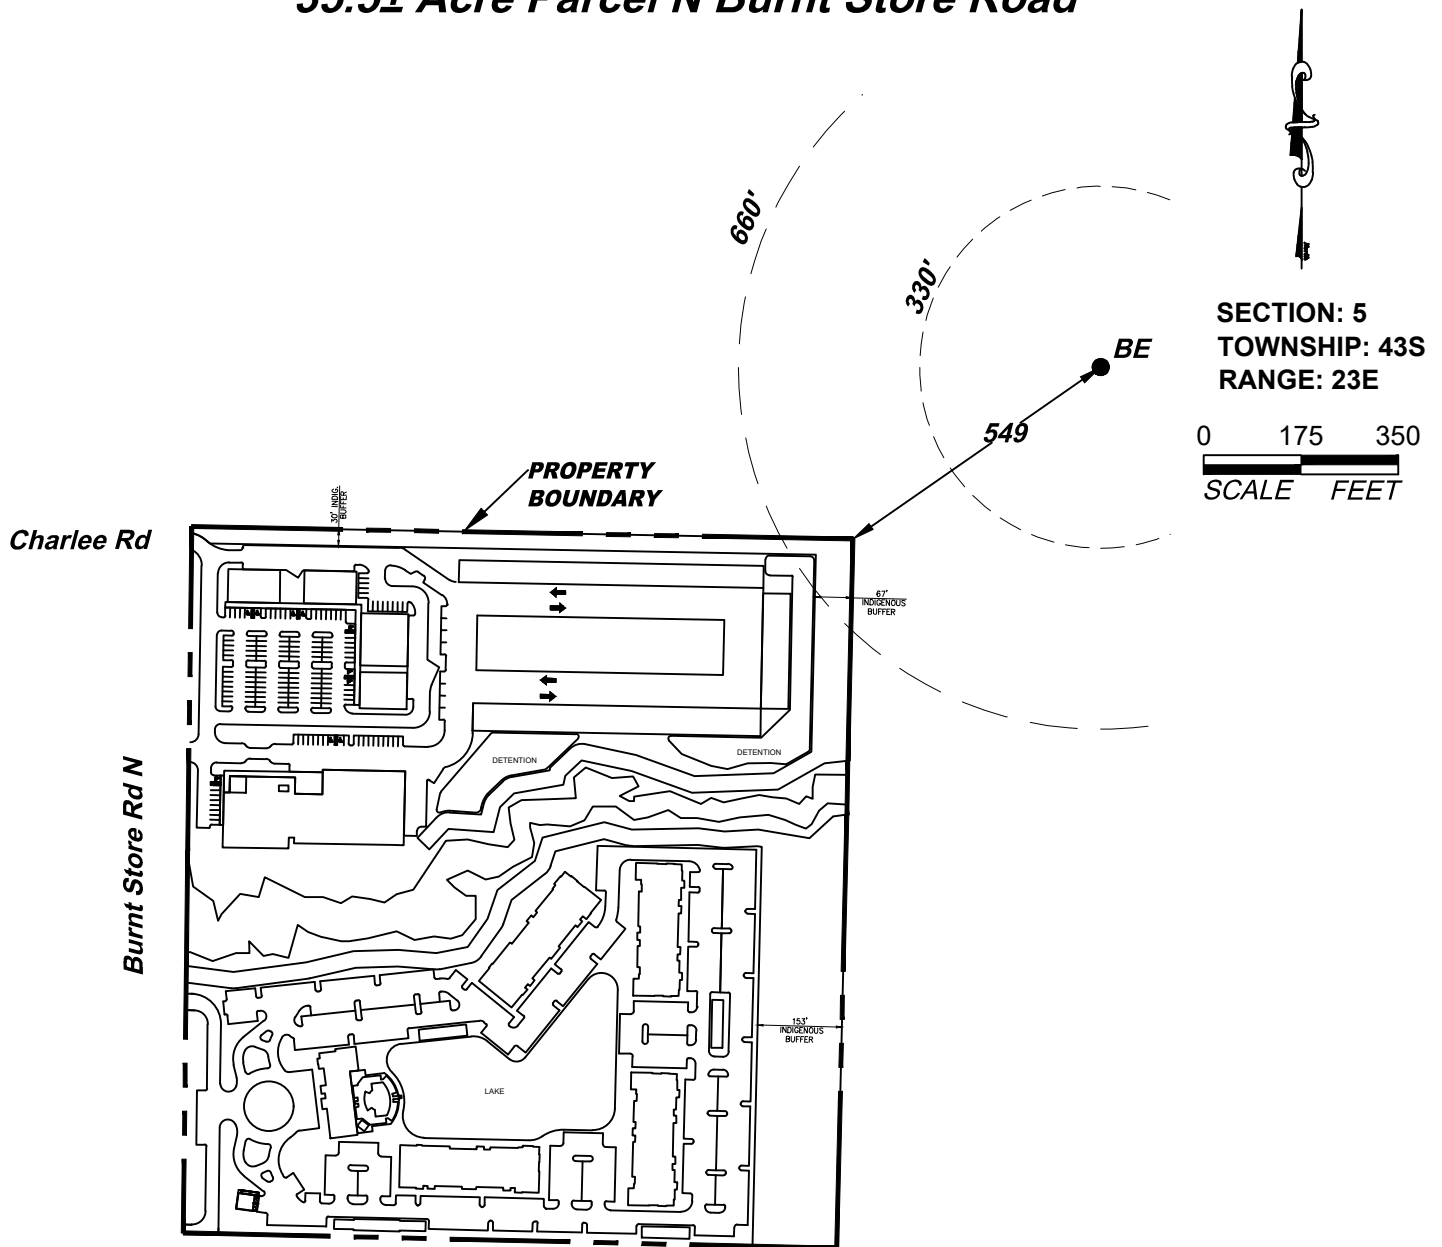 Acre Parcel N Burnt Store Road
660'
330'
BE
SECTION: 5
TOWNSHIP: 43S
RANGE: 23E
549
0 175 350
SCALE FEET
PROPERTY
BOUNDARY
30' INDIG.
BUFFER
Charlee Rd
67'
INDIGENOUS
BUFFER
DETENTION
DETENTION
Burnt Store Rd N
153'
INDIGENOUS
BUFFER
LAKE